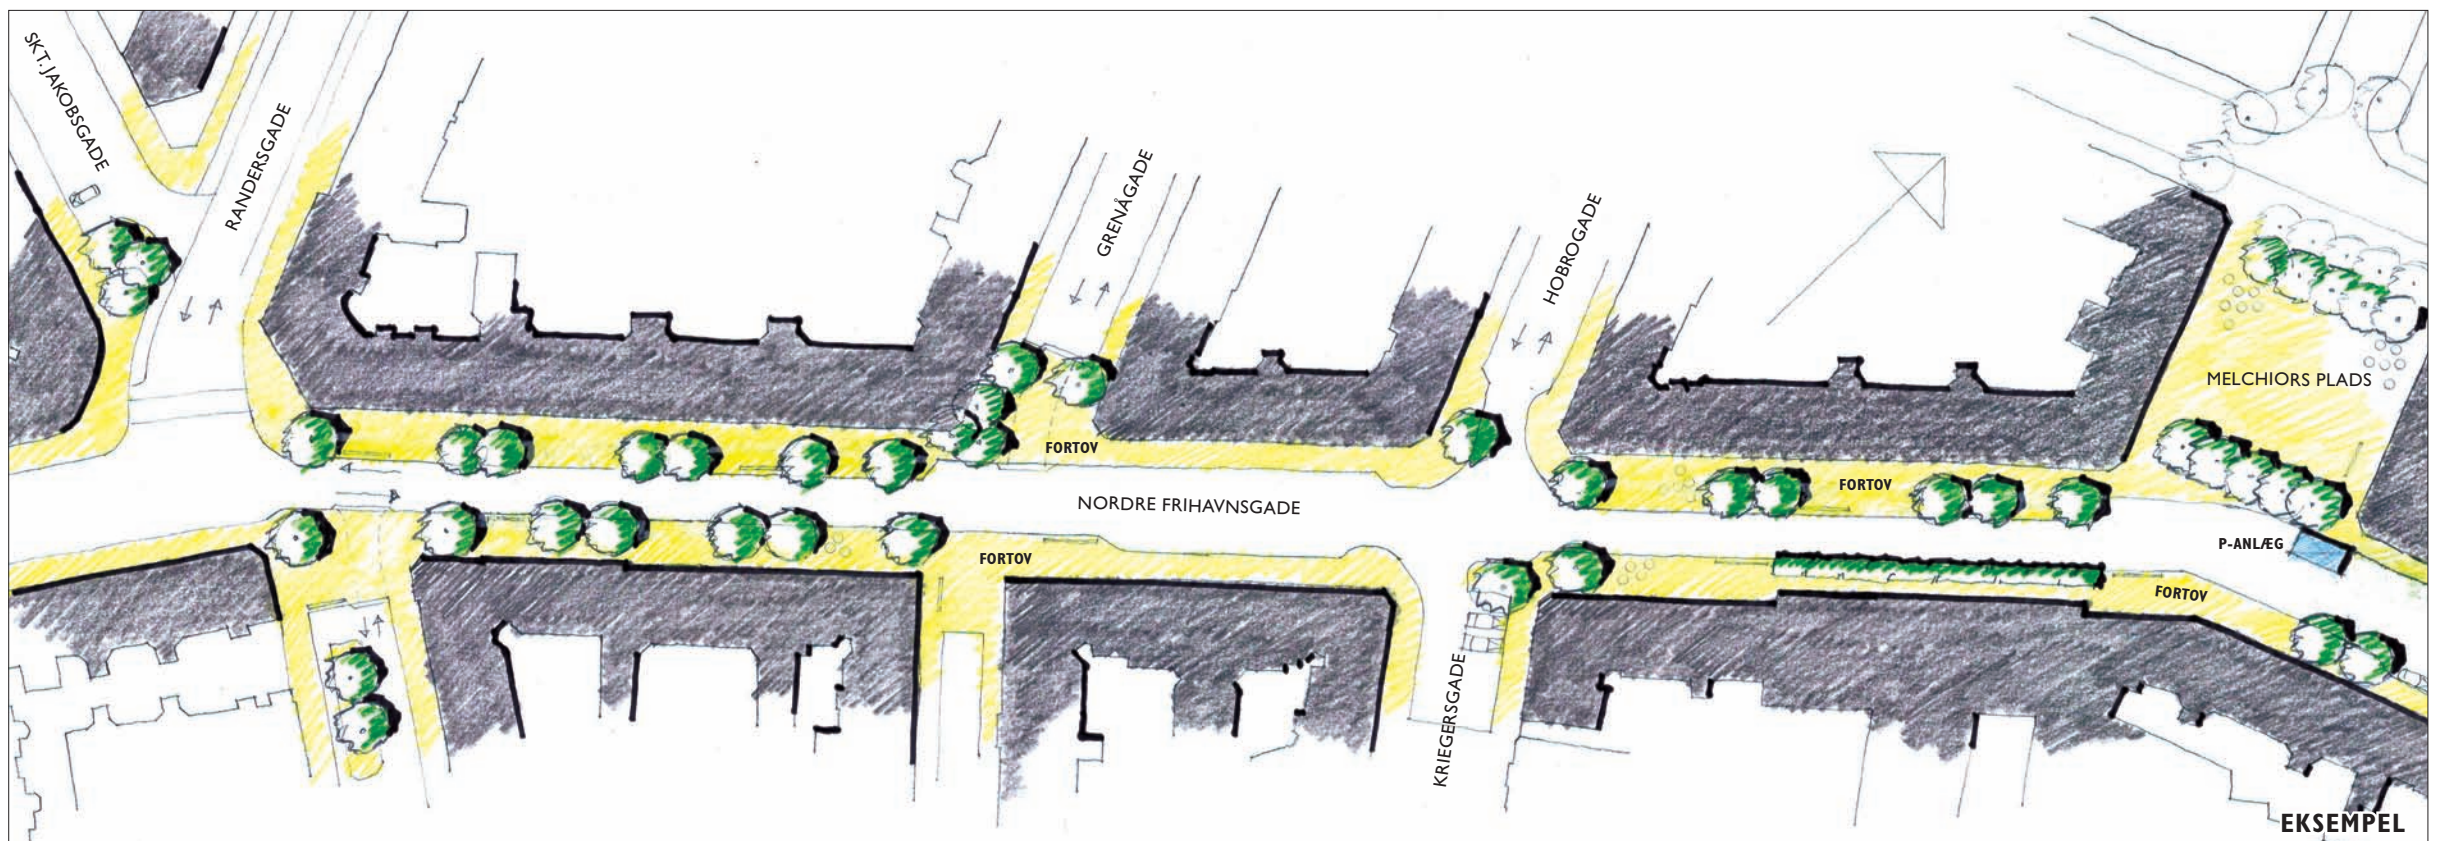 SKT. JAKOBSGADE
RANDERSGADE
GRENÅGADE
HOBROGADE
MELCHIORS PLADS
FORTOV
FORTOV
NORDRE FRIHAVNSGADE
FORTOV
P-ANLÆG
FORTOV
KRIEGERSGADE
EKSEMPEL